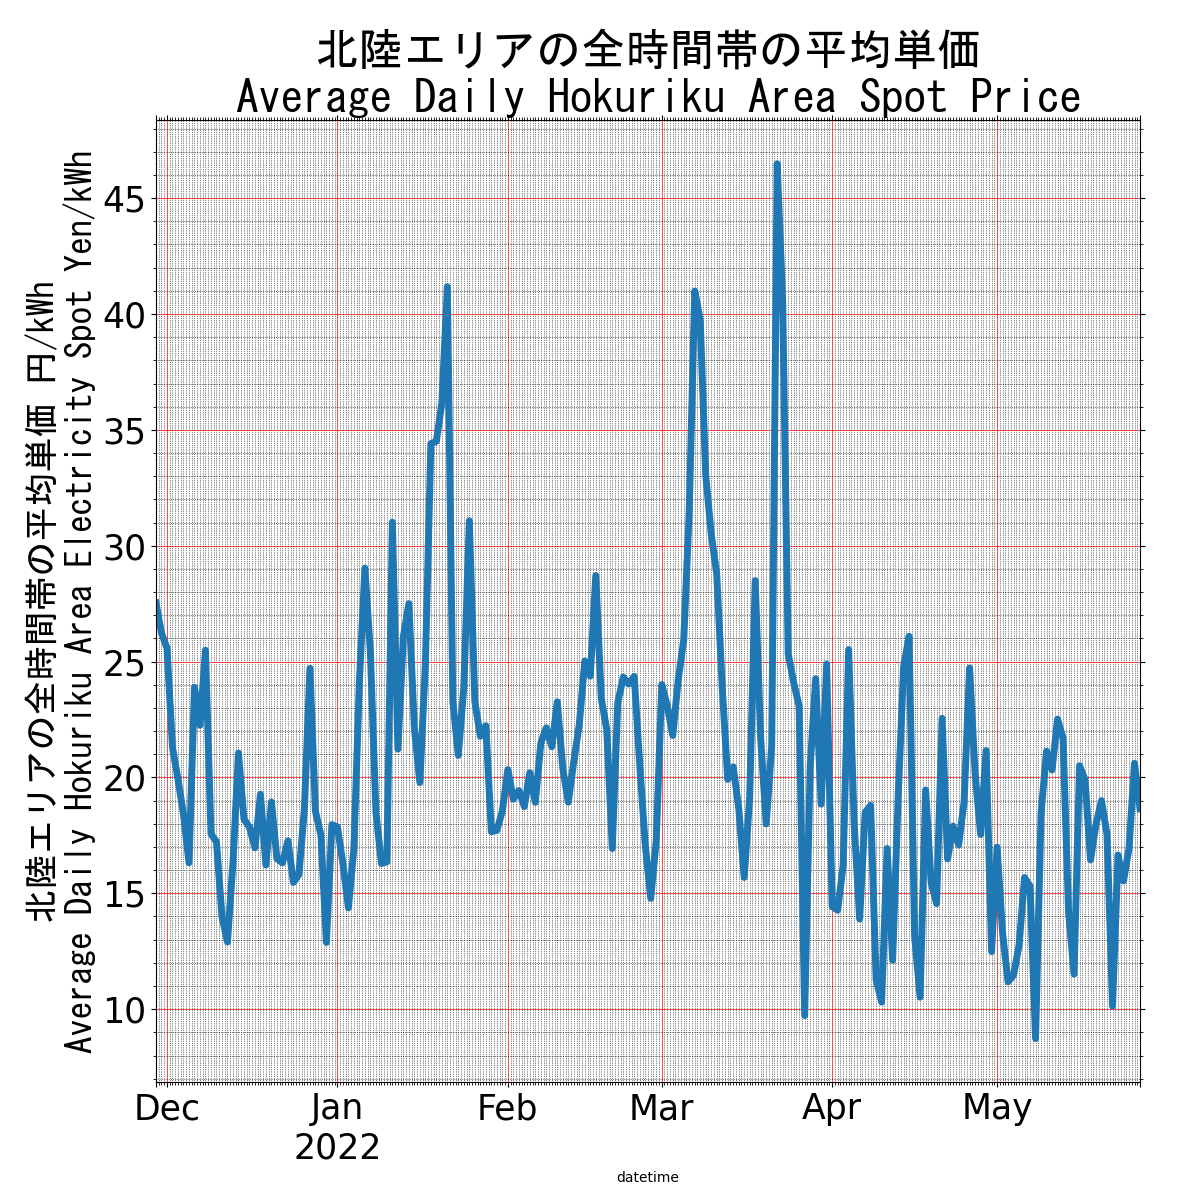 北陸エリアの全時間帯の平均単価
Average Daily Hokuriku Area Spot Price
北陸エリアの全時間帯の平均単価 円/kWh
Average Daily Hokuriku Area Electricity Spot Yen/kWh
45
40
35
30
25
20
15
10
Dec
Jan
2022
Feb
Mar
Apr
May
datetime